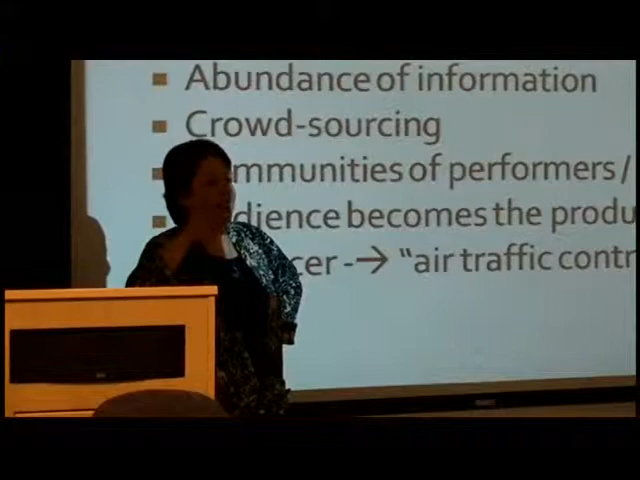 Abundance of information
Crowd-sourcing
mmunities of performers/
dience becomes the produ
cer -→ “air traffic contr